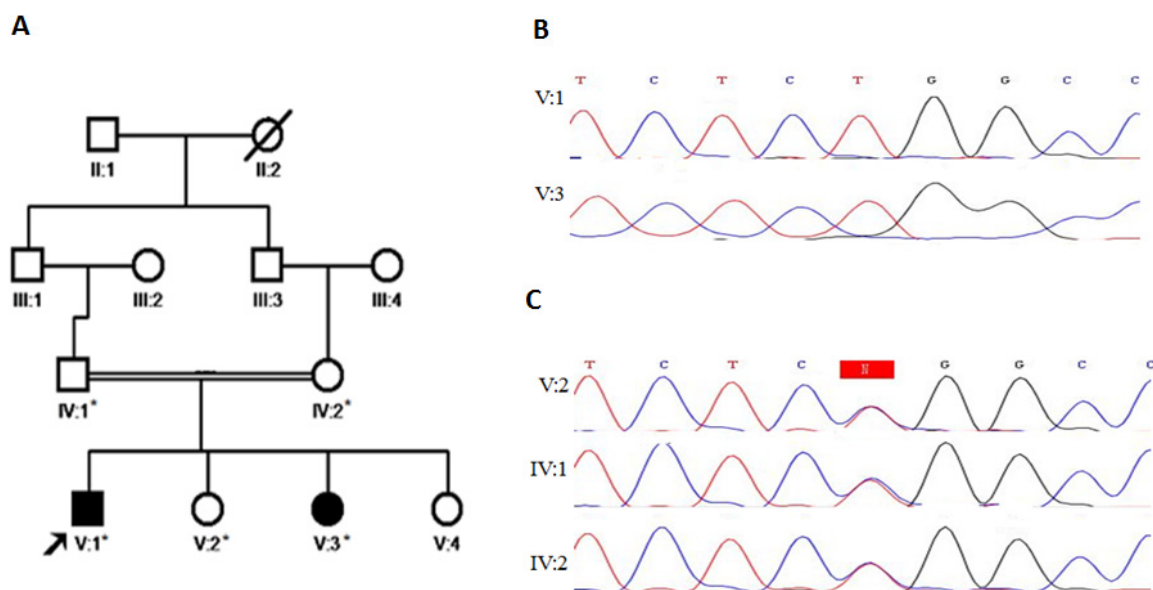 A
II:1 II:2
III:1 III:2 III:3 III:4
IV:1* IV:2*
V:1* V:2* V:3* V:4
B
T C T C T G G C C
V:1
V:3
C
T C T C N G G C C
V:2
IV:1
IV:2